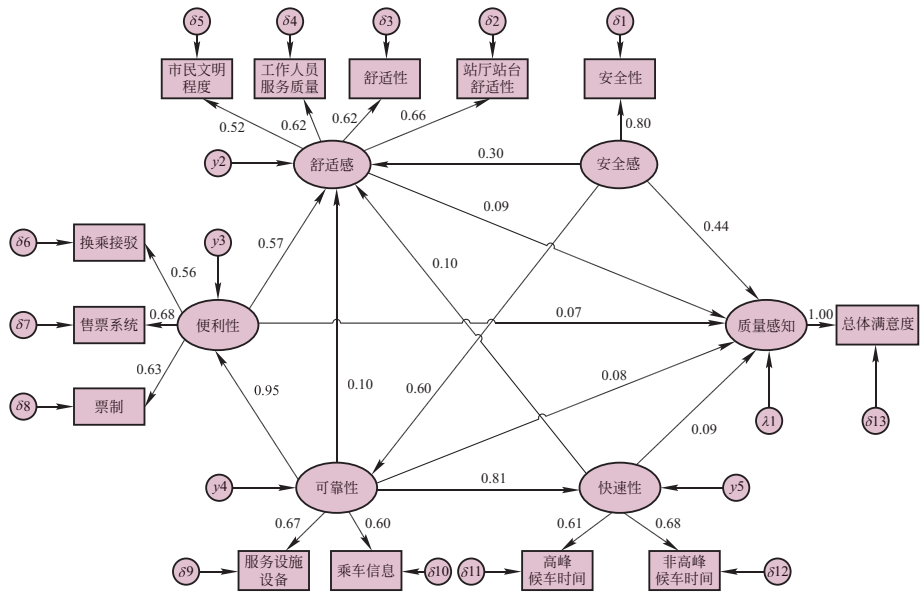 δ5
δ4
δ3
δ2
δ1
市民文明
程度
工作人员
服务质量
舒适性
站厅站台
舒适性
安全性
0.52
0.62
0.62
0.66
0.80
y2
舒适感
0.30
安全感
0.09
0.44
δ6
换乘接驳
y3
0.57
0.10
0.56
δ7
售票系统
0.68
便利性
0.07
质量感知
1.00
总体满意度
0.63
δ8
票制
0.95
0.10
0.60
0.08
0.09
λ1
δ13
y4
可靠性
0.81
快速性
y5
0.67
0.60
0.61
0.68
δ9
服务设施
设备
乘车信息
δ10
δ11
高峰
候车时间
非高峰
候车时间
δ12